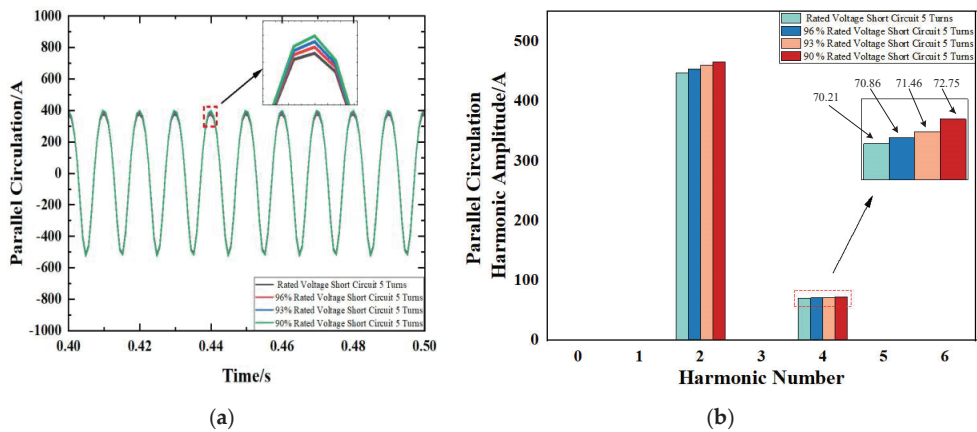 1000
800
600
400
200
0
-200
-400
-600
-800
-1000
Parallel Circulation/A
Rated Voltage Short Circuit 5 Turns
96% Rated Voltage Short Circuit 5 Turns
93% Rated Voltage Short Circuit 5 Turns
90% Rated Voltage Short Circuit 5 Turns
0.40 0.42 0.44 0.46 0.48 0.50
Time/s
(a)
500
400
300
200
100
0
Parallel Circulation
Harmonic Amplitude/A
Rated Voltage Short Circuit 5 Turns
96% Rated Voltage Short Circuit 5 Turns
93% Rated Voltage Short Circuit 5 Turns
90% Rated Voltage Short Circuit 5 Turns
70.21 70.86 71.46 72.75
0 1 2 3 4 5 6
Harmonic Number
(b)